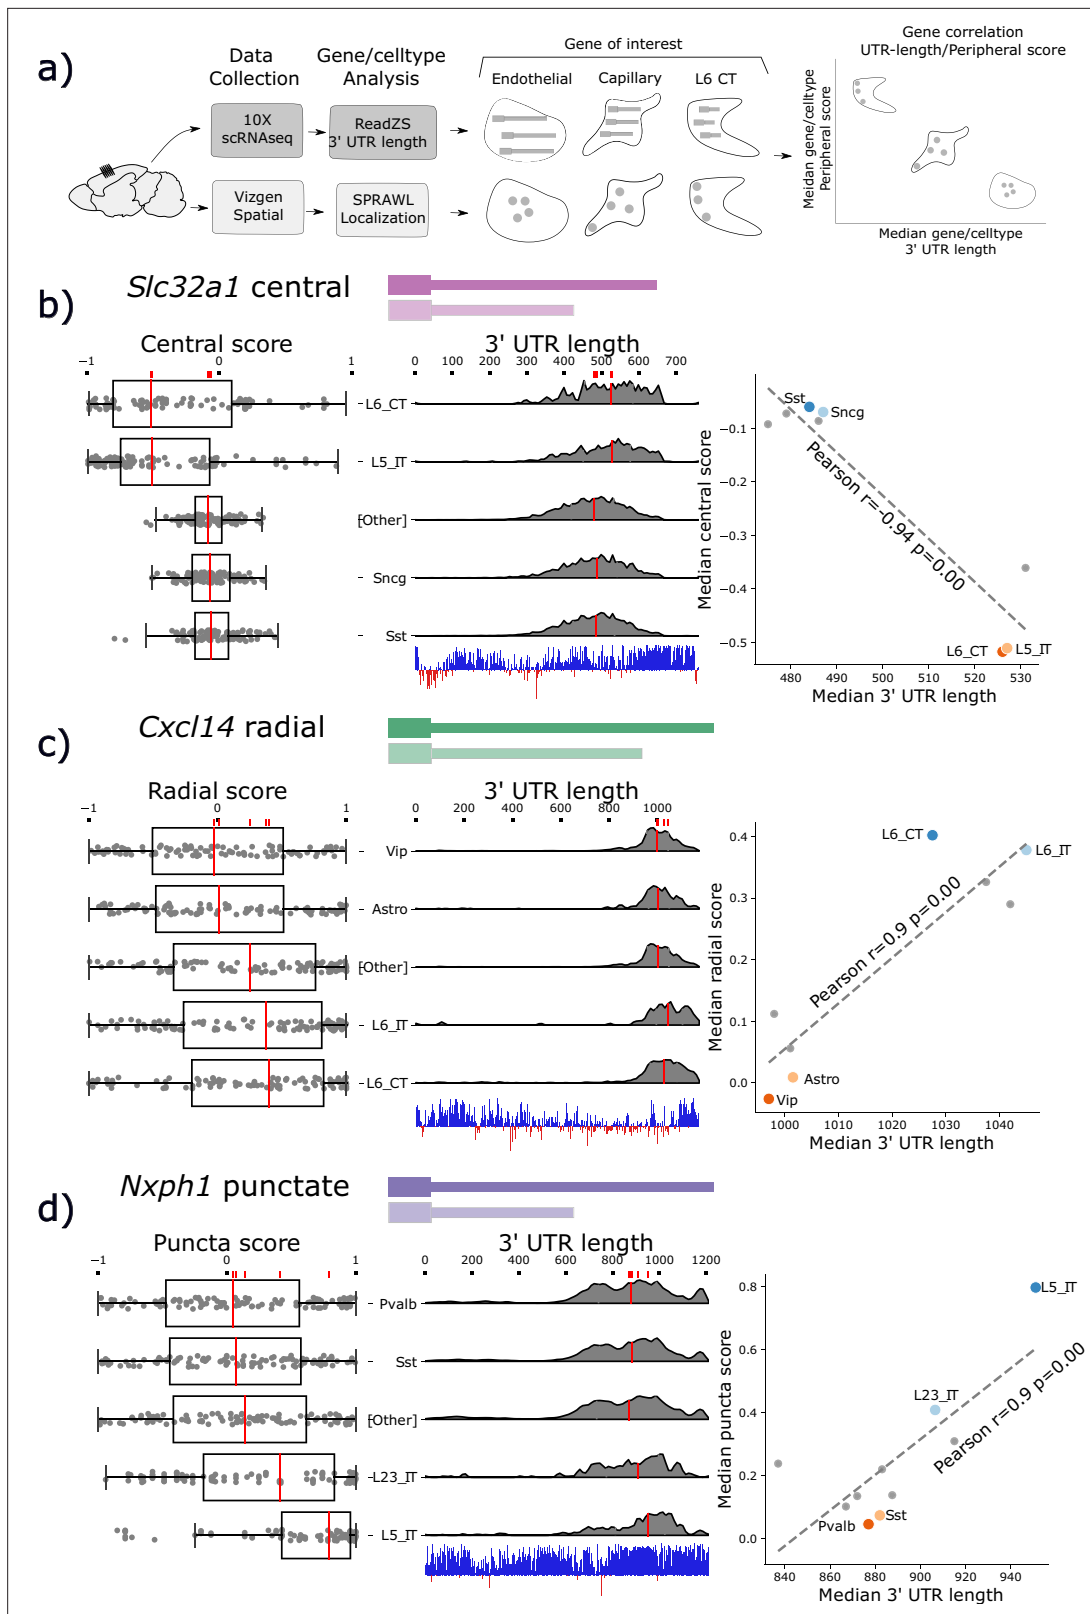 a)
Data
Collection
Gene/celltype
Analysis
Gene of interest
Endothelial
Capillary
L6 CT
Gene correlation
UTR-length/Peripheral score
10X
scRNAseq
ReadZS
3' UTR length
Vizgen
Spatial
SPRAWL
Localization
Meidan gene/celltype
Peripheral score
Median gene/celltype
3' UTR length
b)
Slc32a1 central
Central score
−1 0 1
3' UTR length
0 100 200 300 400 500 600 700
L6_CT
L5_IT
[Other]
Sncg
Sst
Median central score
−0.1
−0.2
−0.3
−0.4
−0.5
Sst
Sncg
Pearson r=-0.94 p=0.00
L6_CT
L5_IT
480 490 500 510 520 530
Median 3' UTR length
c)
Cxcl14 radial
Radial score
−1 0 1
3' UTR length
0 200 400 600 800 1000
Vip
Astro
[Other]
L6_IT
L6_CT
Median radial score
0.4
0.3
0.2
0.1
0.0
L6_CT
L6_IT
Pearson r=0.9 p=0.00
Astro
Vip
1000 1010 1020 1030 1040
Median 3' UTR length
d)
Nxph1 punctate
Puncta score
−1 0 1
3' UTR length
0 200 400 600 800 1000 1200
Pvalb
Sst
[Other]
L23_IT
L5_IT
Median puncta score
0.8
0.6
0.4
0.2
0.0
L5_IT
L23_IT
Pearson r=0.9 p=0.00
Sst
Pvalb
840 860 880 900 920 940
Median 3' UTR length